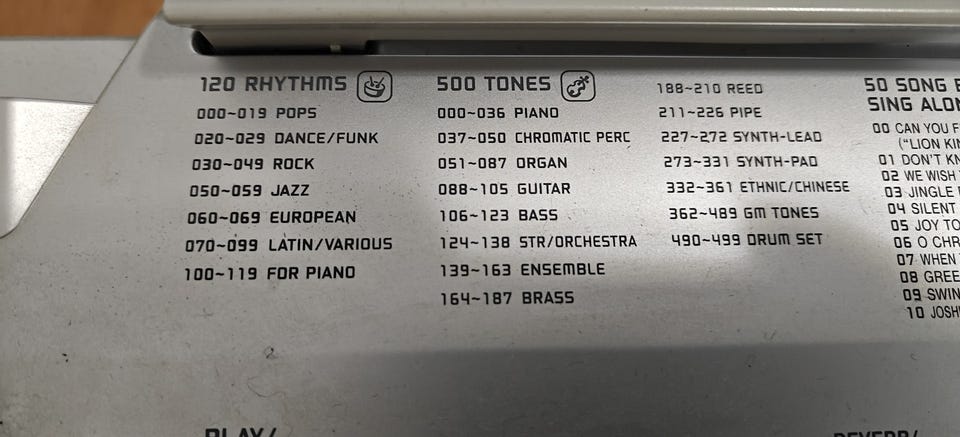 120 RHYTHMS
000~019 POPS
020~029 DANCE/FUNK
030~049 ROCK
050~059 JAZZ
060~069 EUROPEAN
070~099 LATIN/VARIOUS
100~119 FOR PIANO
500 TONES
000~036 PIANO
037~050 CHROMATIC PERC
051~087 ORGAN
088~105 GUITAR
106~123 BASS
124~138 STR/ORCHESTRA
139~163 ENSEMBLE
164~187 BRASS
188~210 REED
211~226 PIPE
227~272 SYNTH-LEAD
273~331 SYNTH-PAD
332~361 ETHNIC/CHINESE
362~489 GM TONES
490~499 DRUM SET
50 SONG
SING ALON
00 CAN YOU F
("LION KIN
01 DON'T KN
02 WE WISH
03 JINGLE
04 SILENT
05 JOY TO
06 O CHR
07 WHEN
08 GREE
09 SWIN
10 JOSH
PLAY/
REVERB/